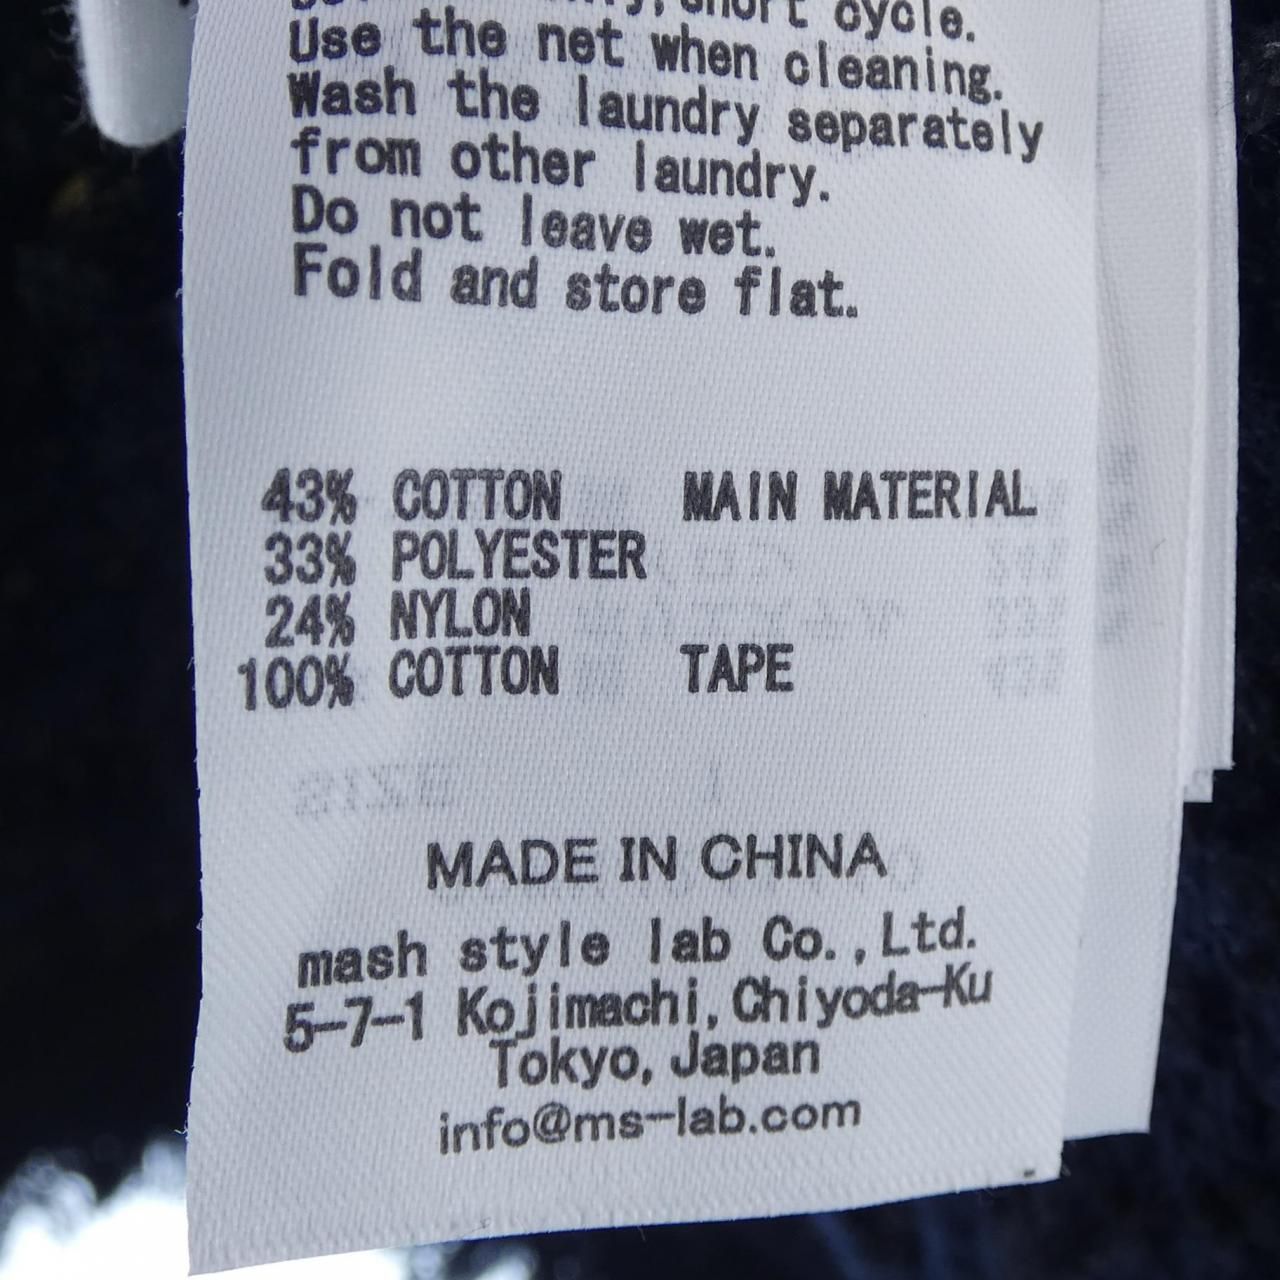 short cycle.
Use the net when cleaning.
Wash the laundry separately
from other laundry.
Do not leave wet.
Fold and store flat.
43% COTTON MAIN MATERIAL
33% POLYESTER
24% NYLON
100% COTTON TAPE
MADE IN CHINA
mash style lab Co.,Ltd.
5-7-1 Kojimachi,Chiyoda-Ku
Tokyo, Japan
info@ms-lab.com